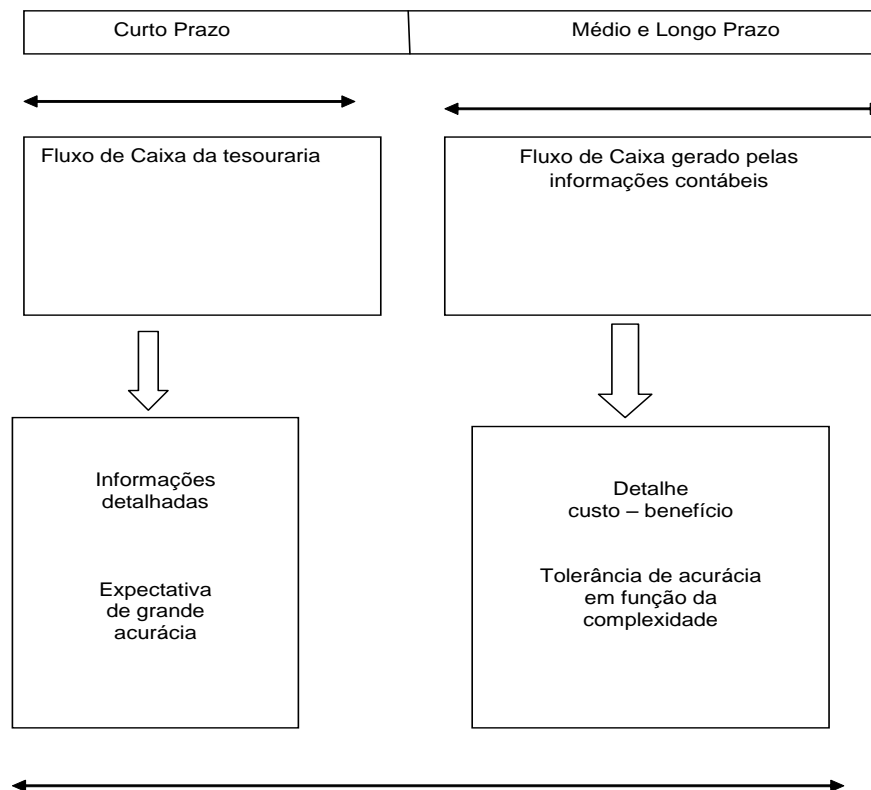 Curto Prazo
Médio e Longo Prazo
Fluxo de Caixa da tesouraria
Fluxo de Caixa gerado pelas
informações contábeis
Informações
detalhadas
Expectativa
de grande
acurácia
Detalhe
custo – benefício
Tolerância de acurácia
em função da
complexidade